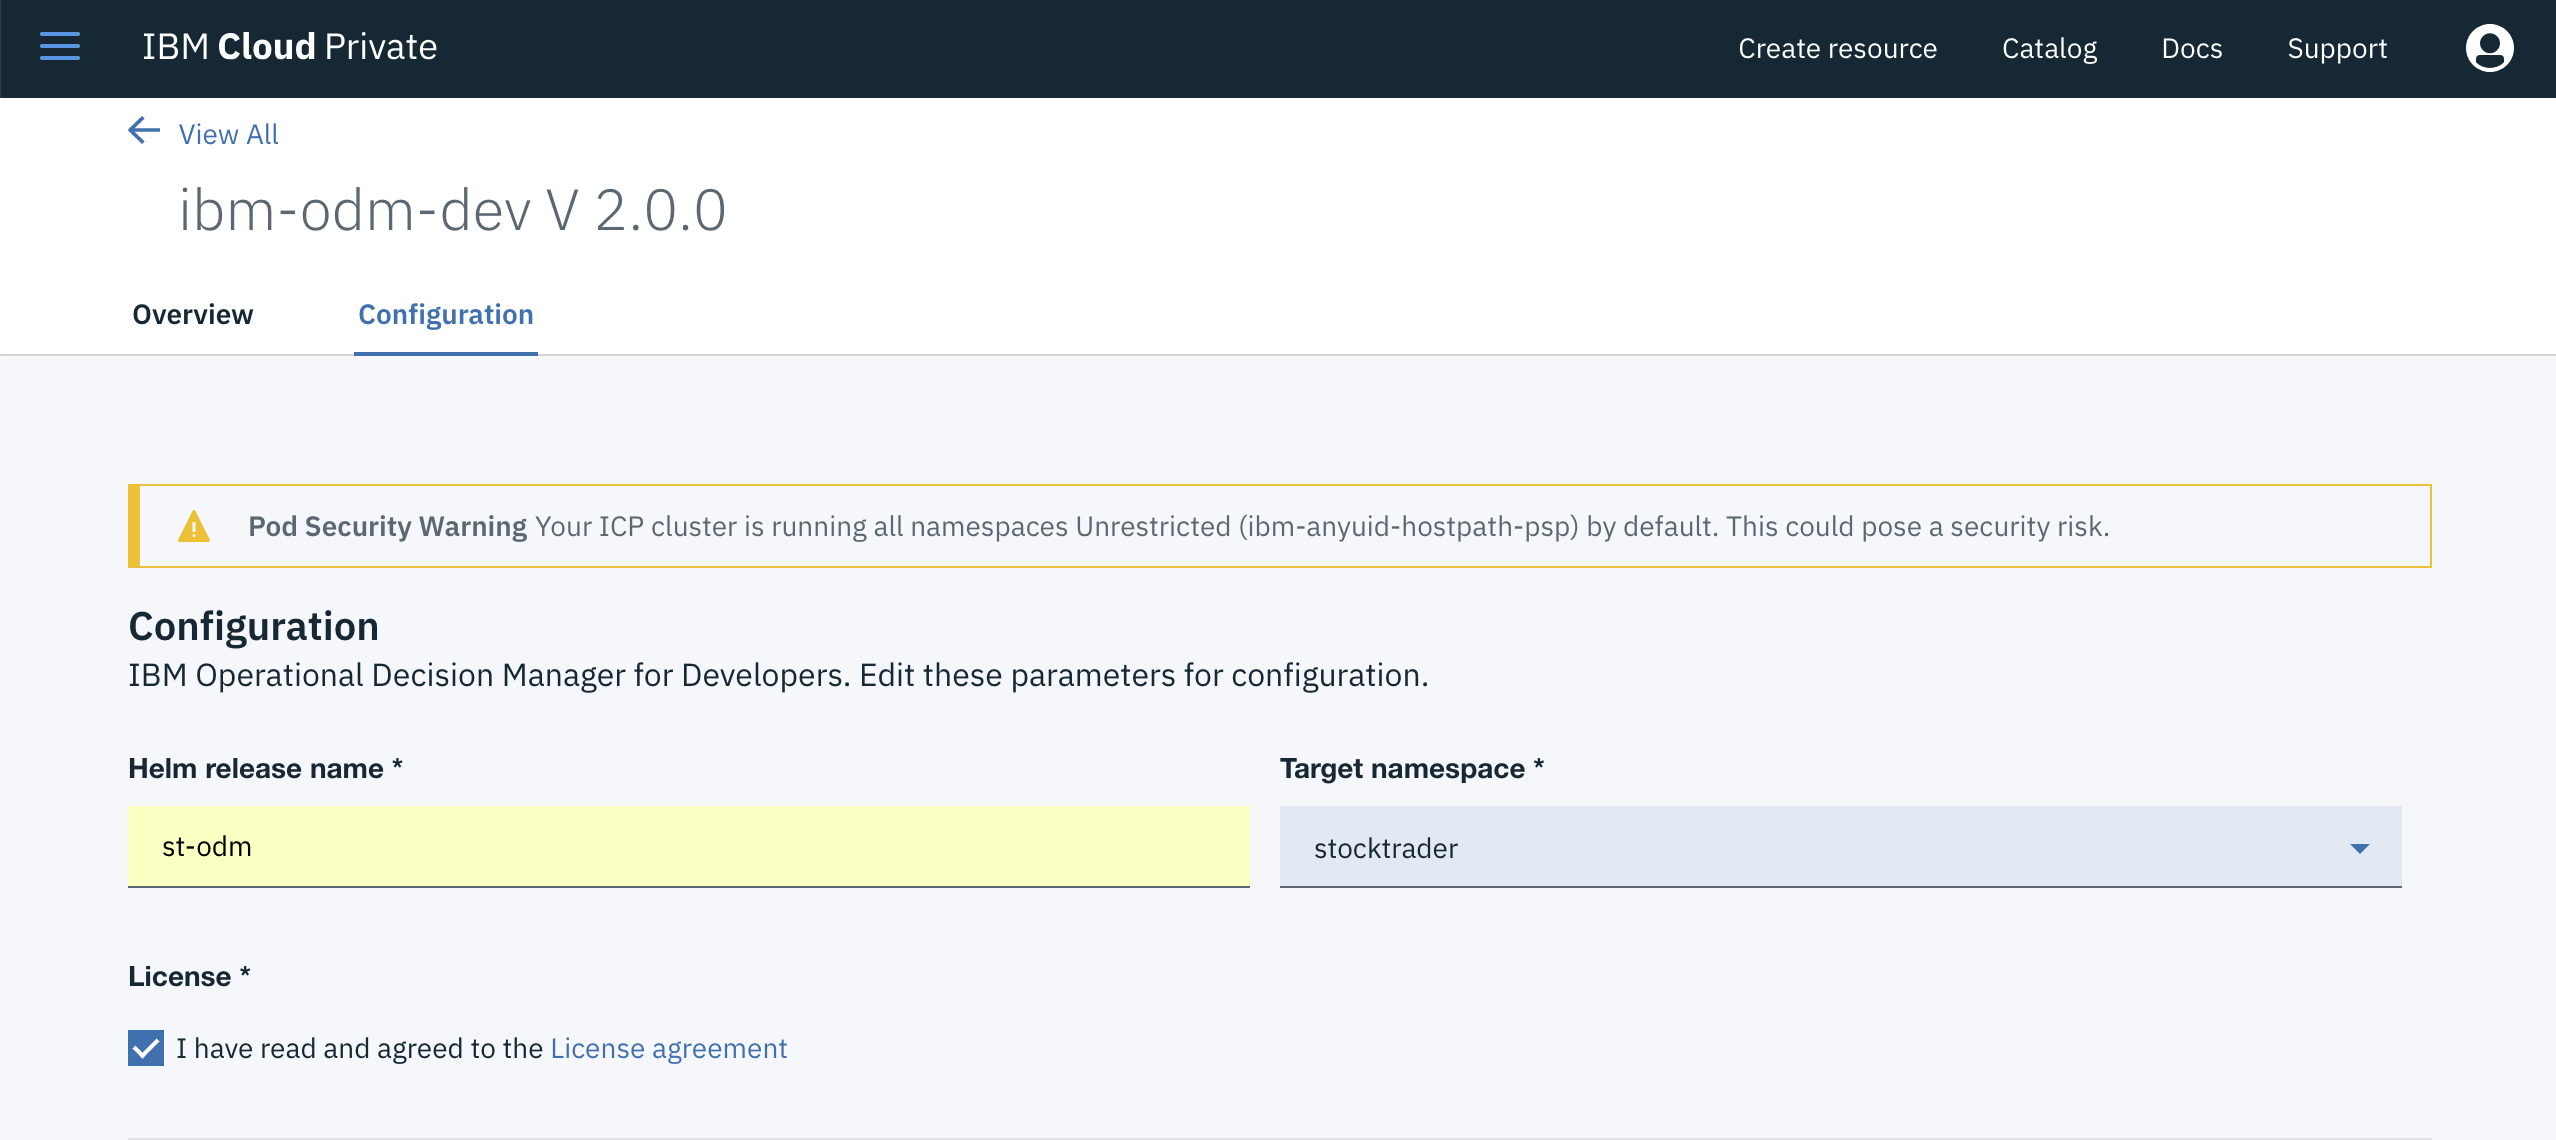 IBM Cloud Private
Create resource
Catalog
Docs
Support
View All
ibm-odm-dev V 2.0.0
Overview
Configuration
Pod Security Warning Your ICP cluster is running all namespaces Unrestricted (ibm-anyuid-hostpath-psp) by default. This could pose a security risk.
Configuration
IBM Operational Decision Manager for Developers. Edit these parameters for configuration.
Helm release name *
Target namespace *
st-odm
stocktrader
License *
I have read and agreed to the License agreement